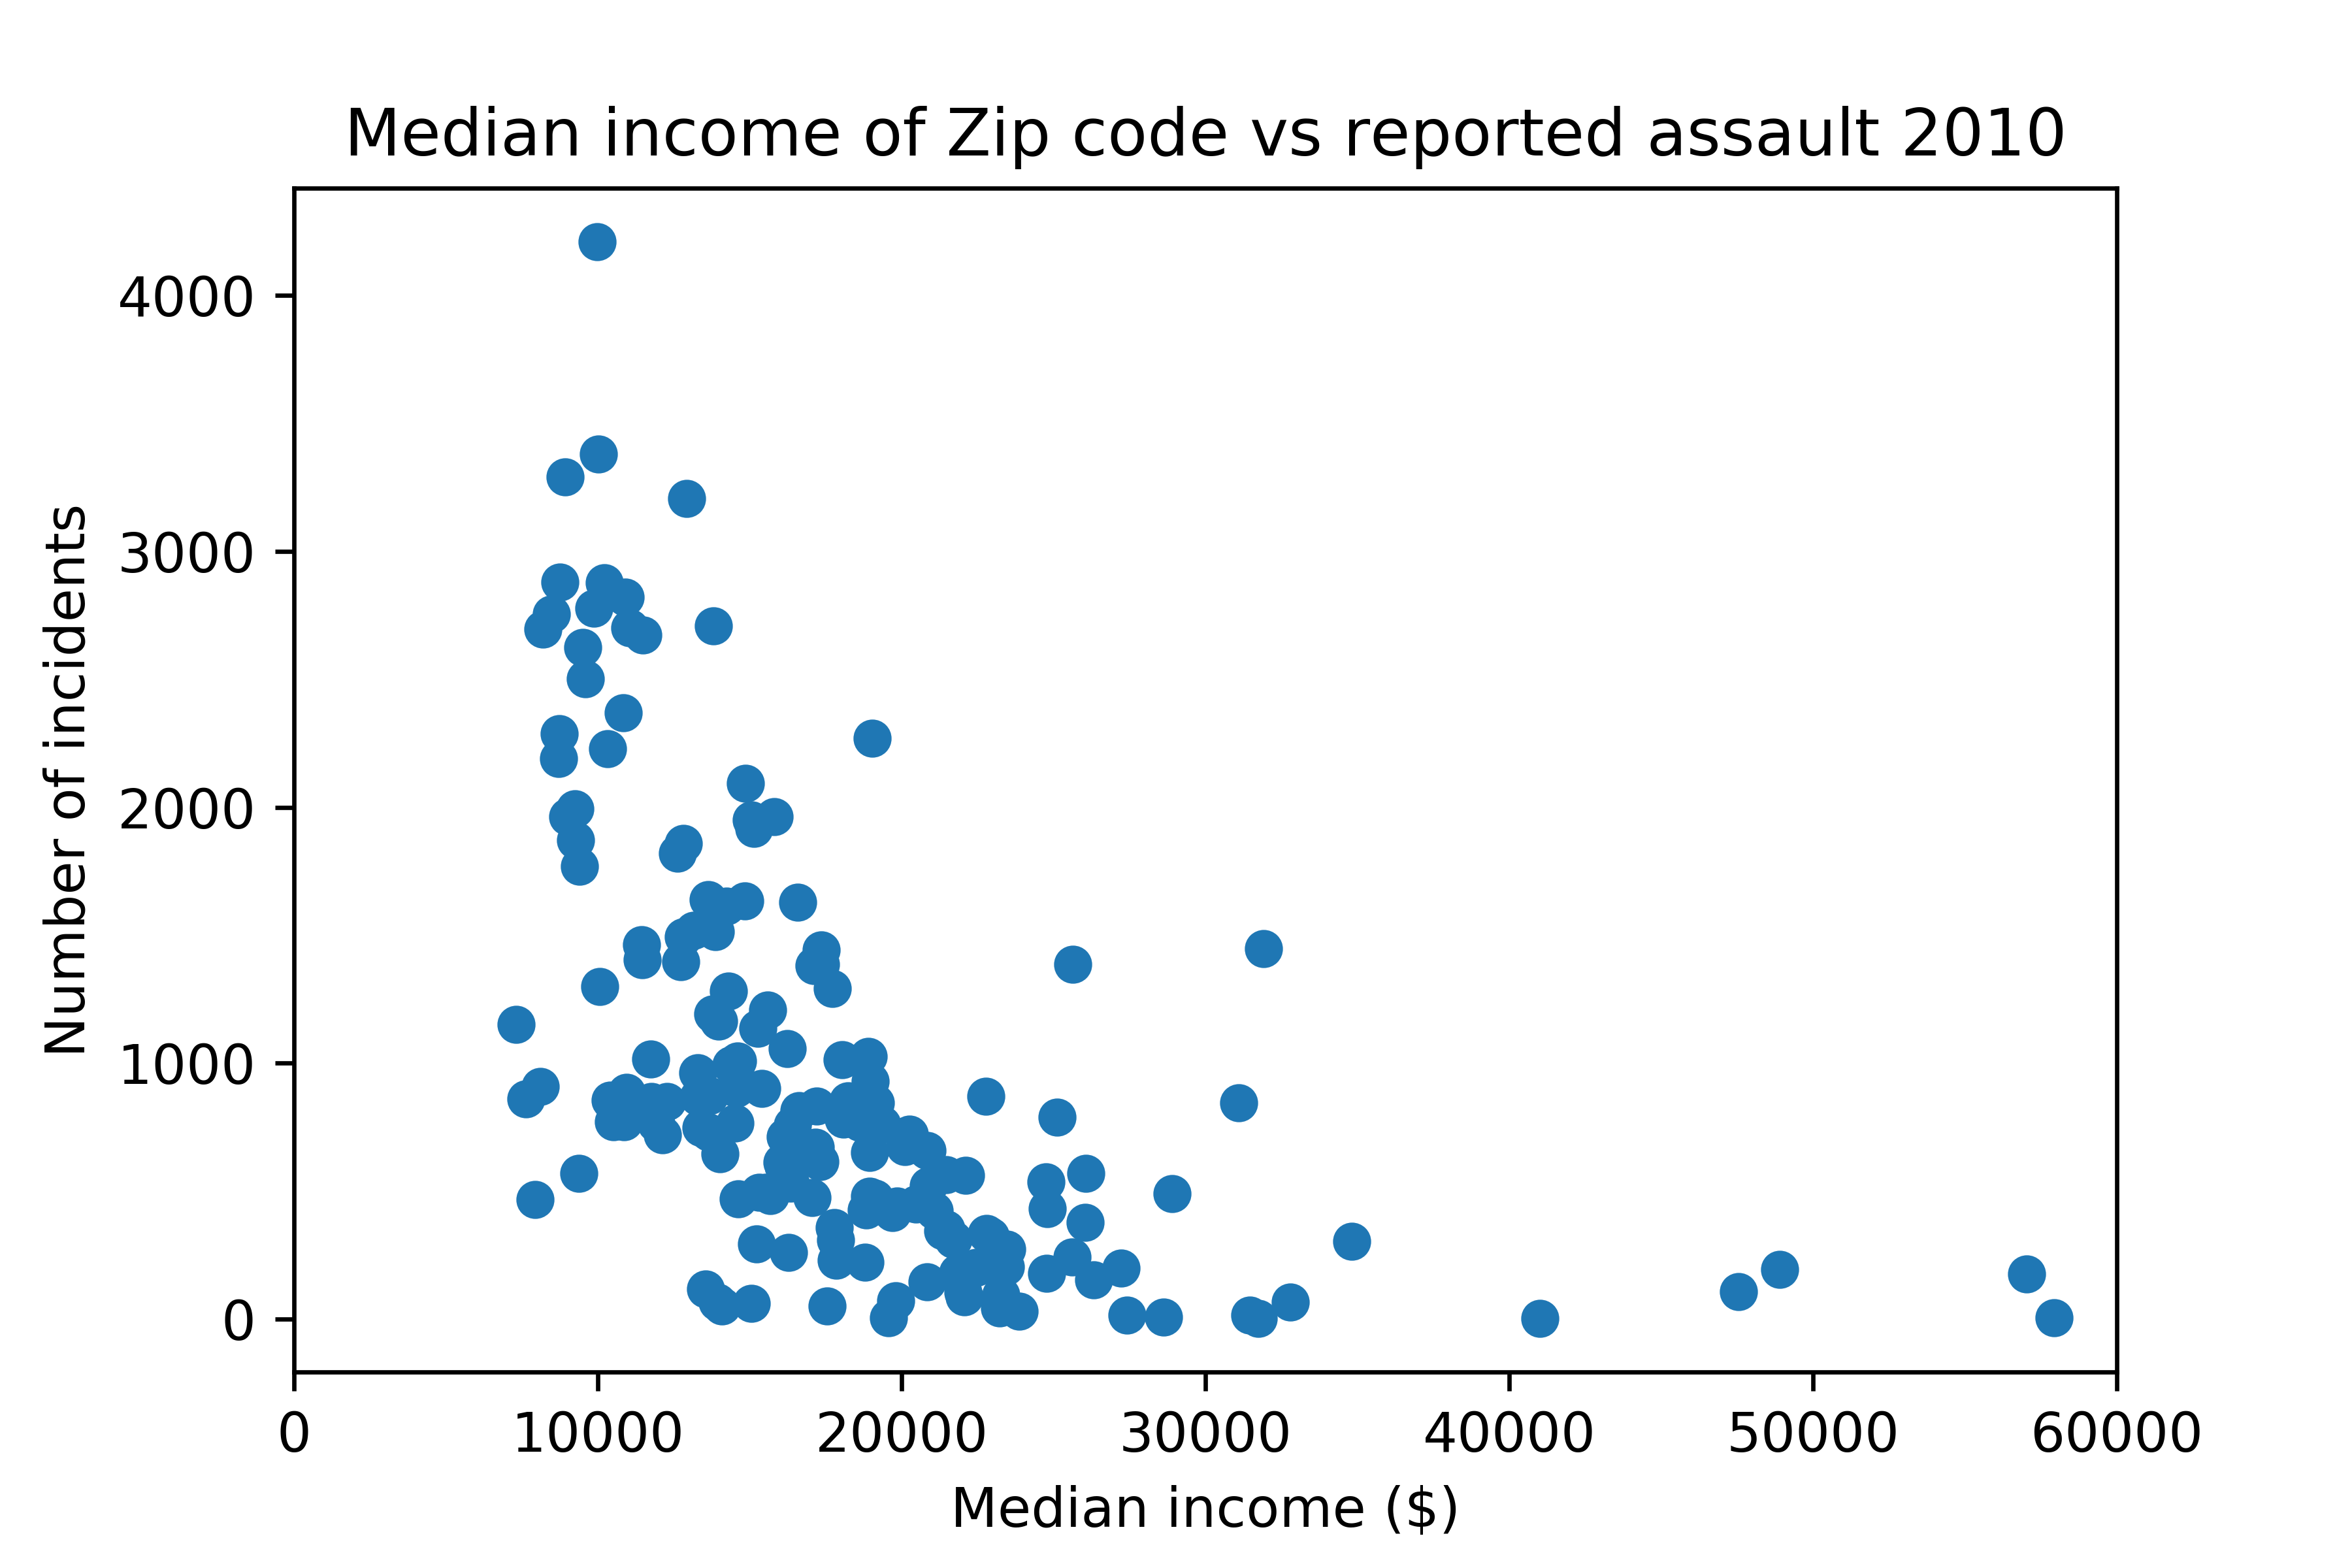 Median income of Zip code vs reported assault 2010
Number of incidents
4000
3000
2000
1000
0
0 10000 20000 30000 40000 50000 60000
Median income ($)